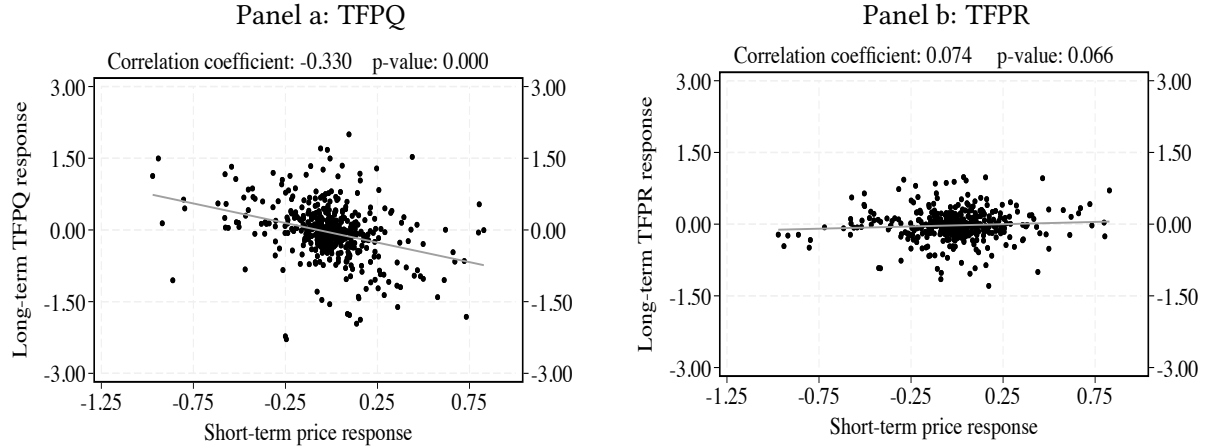 Panel a: TFPQ
Correlation coefficient: -0.330 p-value: 0.000
3.00 3.00
1.50 1.50
0.00 0.00
-1.50 -1.50
-3.00 -3.00
Long-term TFPQ response
-1.25 -0.75 -0.25 0.25 0.75
Short-term price response
Panel b: TFPR
Correlation coefficient: 0.074 p-value: 0.066
3.00 3.00
1.50 1.50
0.00 0.00
-1.50 -1.50
-3.00 -3.00
Long-term TFPR response
-1.25 -0.75 -0.25 0.25 0.75
Short-term price response